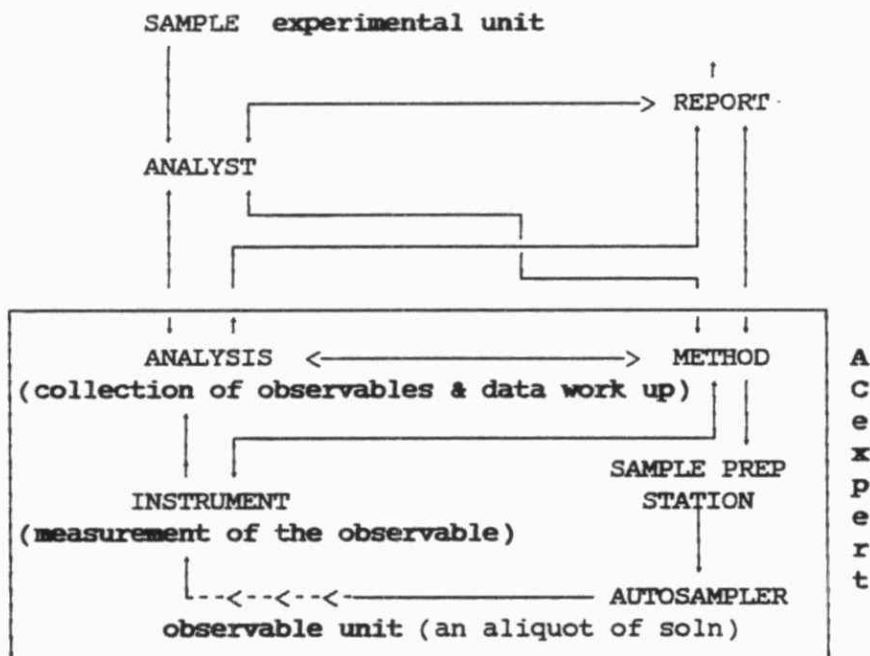 SAMPLE experimental unit
REPORT
ANALYST
ANALYSIS
METHOD
(collection of observables & data work up)
SAMPLE PREP
STATION
INSTRUMENT
(measurement of the observable)
AUTOSAMPLER
observable unit (an aliquot of soln)
ACexpert